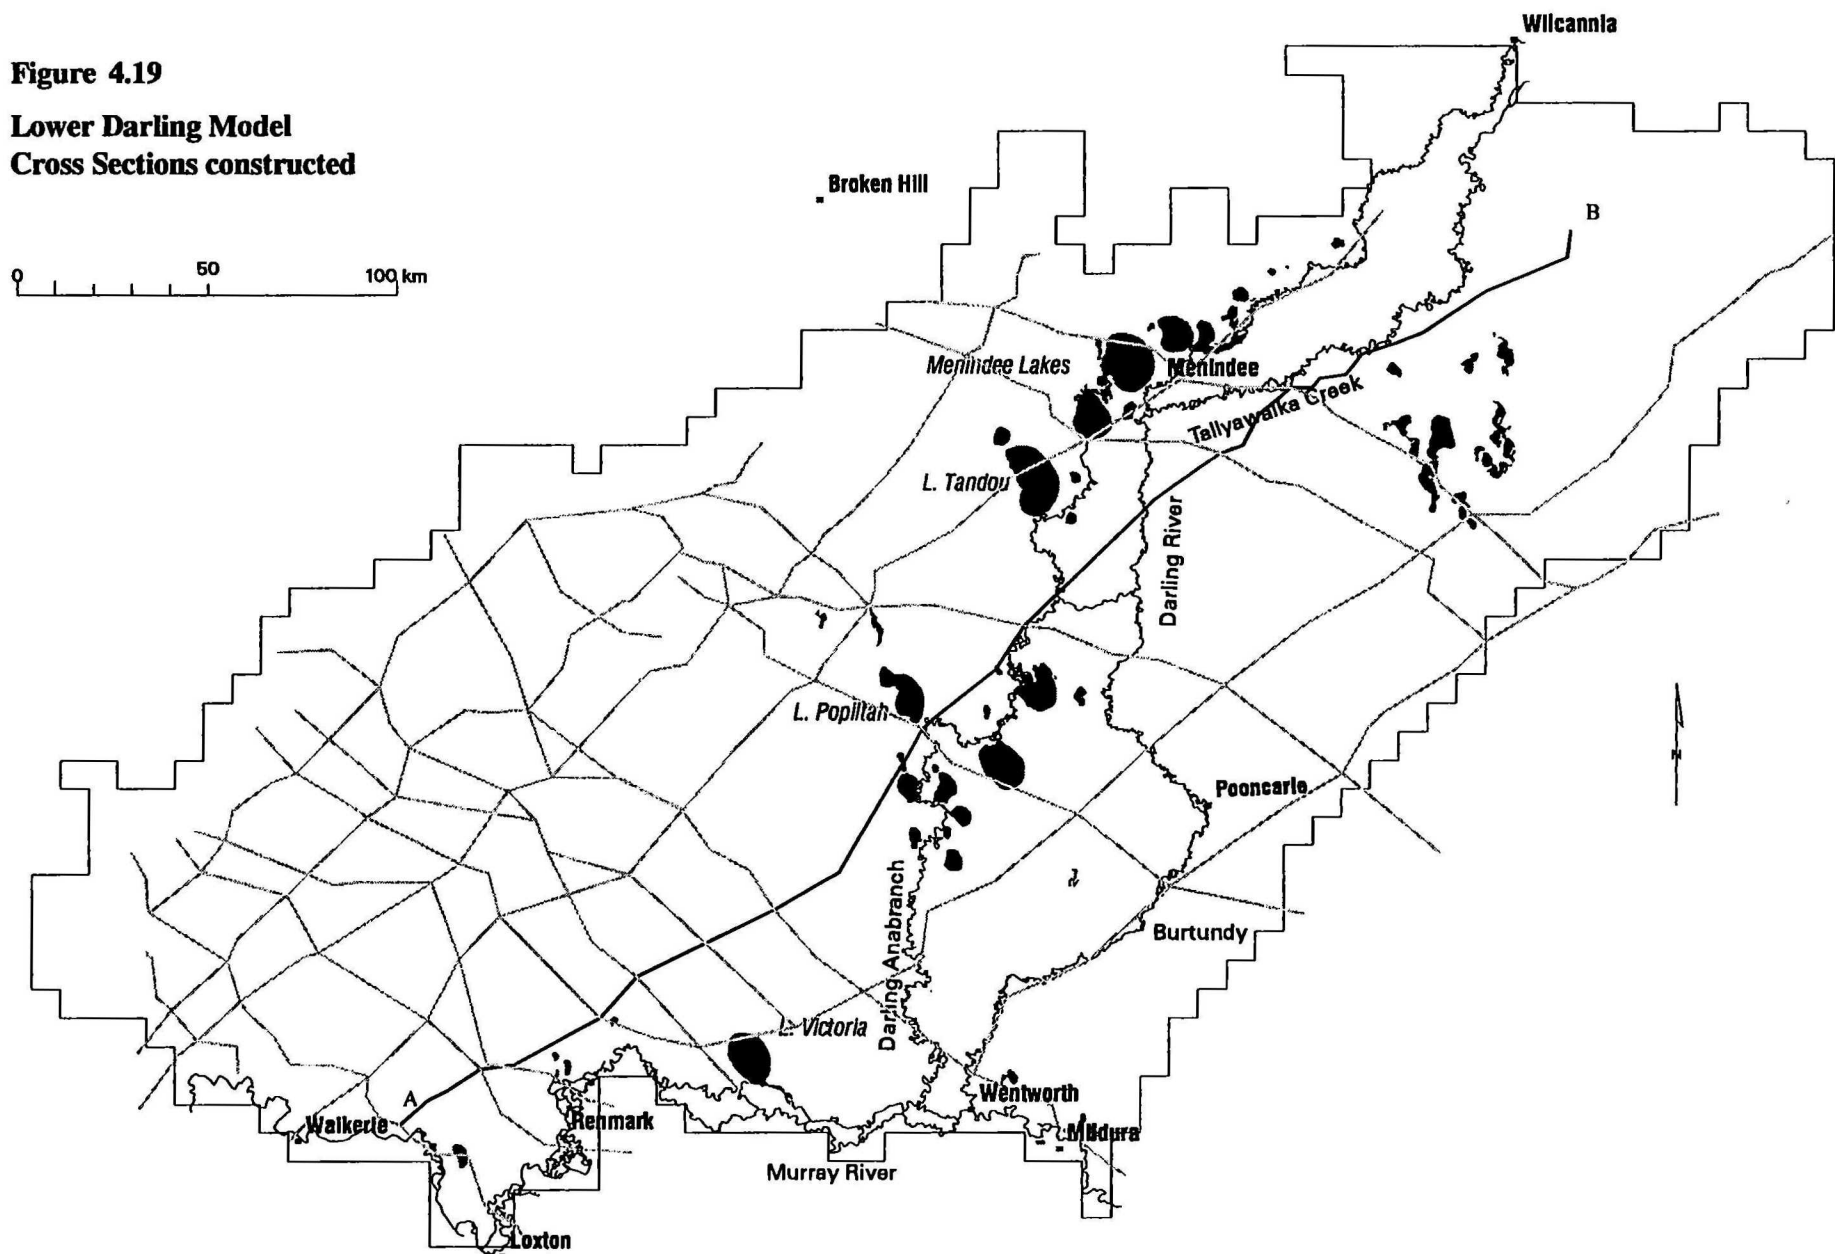 Figure 4.19
Lower Darling Model
Cross Sections constructed
0 50 100 km
Wilcannia
Broken Hill
B
Menindee Lakes
Menindee
Tallyawalka Creek
L. Tandou
Darling River
L. Popiltah
Pooncarie
N
Darling Anabranch
Burtundy
L. Victoria
A
Wentworth
Waikerie
Renmark
Mildura
Murray River
Loxton